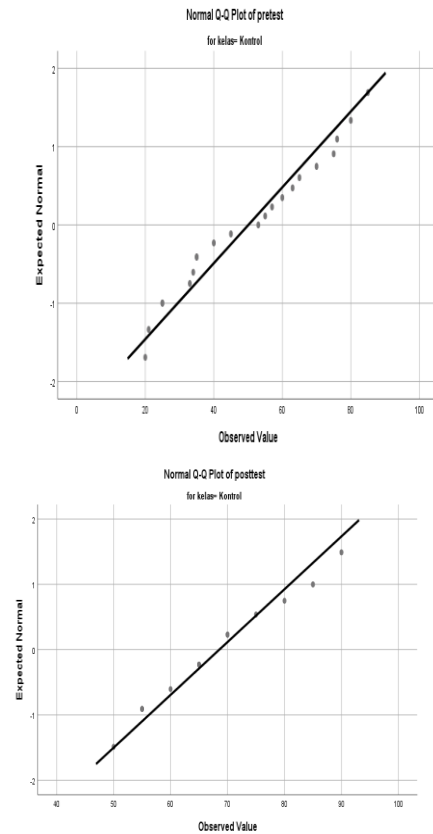 Normal Q-Q Plot of pretest
for kelas= Kontrol
2
1
0
-1
-2
Expected Normal
0 20 40 60 80 100
Observed Value
Normal Q-Q Plot of posttest
for kelas= Kontrol
2
1
0
-1
-2
Expected Normal
40 50 60 70 80 90 100
Observed Value